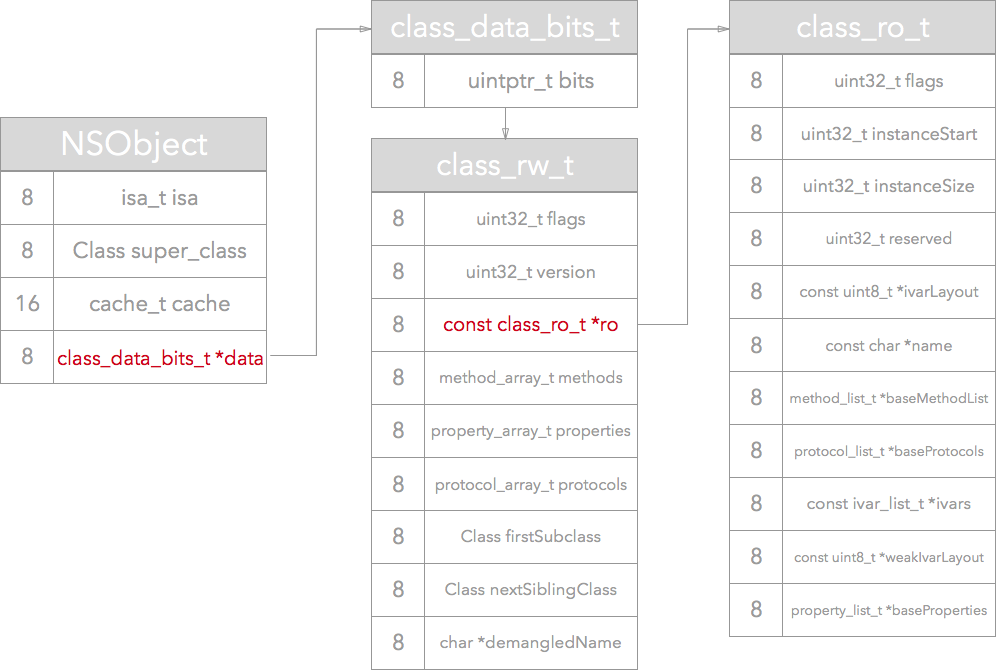 NSObject
8 isa_t isa
8 Class super_class
16 cache_t cache
8 class_data_bits_t *data
class_data_bits_t
8 uintptr_t bits
class_rw_t
8 uint32_t flags
8 uint32_t version
8 const class_ro_t *ro
8 method_array_t methods
8 property_array_t properties
8 protocol_array_t protocols
8 Class firstSubclass
8 Class nextSiblingClass
8 char *demangledName
class_ro_t
8 uint32_t flags
8 uint32_t instanceStart
8 uint32_t instanceSize
8 uint32_t reserved
8 const uint8_t *ivarLayout
8 const char *name
8 method_list_t *baseMethodList
8 protocol_list_t *baseProtocols
8 const ivar_list_t *ivars
8 const uint8_t *weakIvarLayout
8 property_list_t *baseProperties